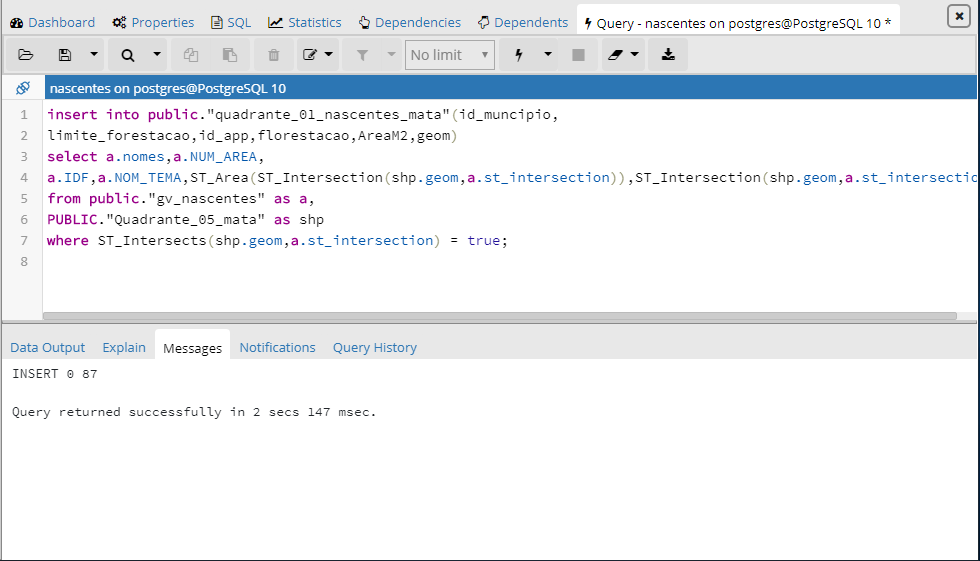 Dashboard Properties SQL Statistics Dependencies Dependents Query - nascentes on postgres@PostgreSQL 10 *
No limit
nascentes on postgres@PostgreSQL 10
1 insert into public."quadrante_01_nascentes_mata"(id_muncipio,
2 limite_forestacao,id_app,florestacao,AreaM2,geom)
3 select a.nomes,a.NUM_AREA,
4 a.IDF,a.NOM_TEMA,ST_Area(ST_Intersection(shp.geom,a.st_intersection)),ST_Intersection(shp.geom,a.st_intersectio
5 from public."gv_nascentes" as a,
6 PUBLIC."Quadrante_05_mata" as shp
7 where ST_Intersects(shp.geom,a.st_intersection) = true;
8
Data Output Explain Messages Notifications Query History
INSERT 0 87
Query returned successfully in 2 secs 147 msec.